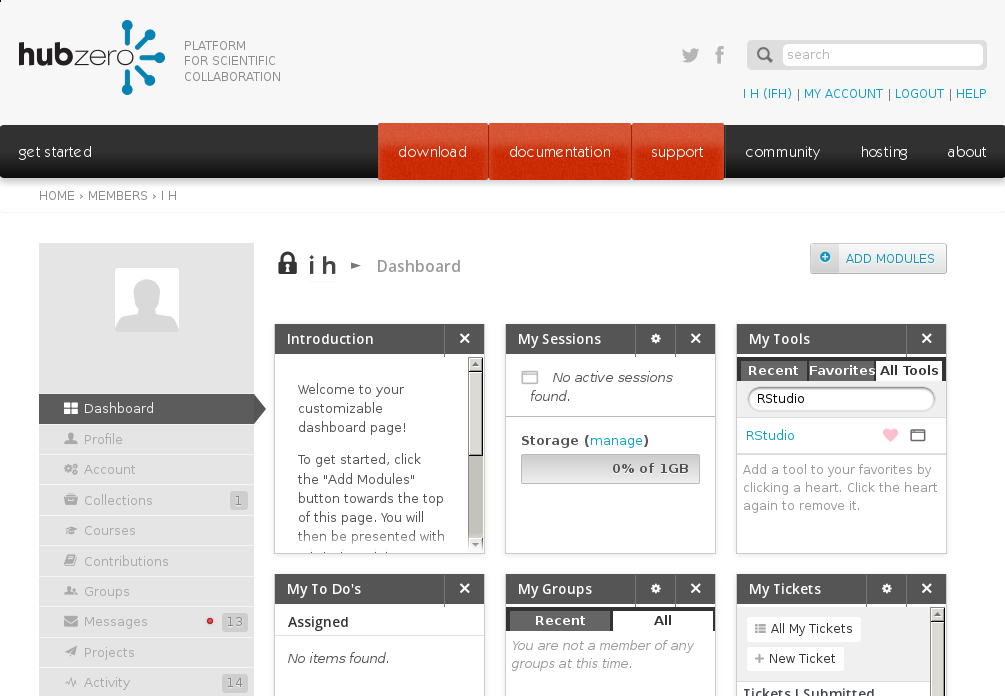 hubzero
PLATFORM
FOR SCIENTIFIC
COLLABORATION
search
I H (IFH) | MY ACCOUNT | LOGOUT | HELP
get started
download
documentation
support
community
hosting
about
HOME › MEMBERS › I H
i h ► Dashboard
ADD MODULES
Dashboard
Profile
Account
Collections 1
Courses
Contributions
Groups
Messages 13
Projects
Activity 14
Introduction
Welcome to your
customizable
dashboard page!
To get started, click
the "Add Modules"
button towards the top
of this page. You will
then be presented with
My Sessions
No active sessions
found.
Storage (manage)
0% of 1GB
My Tools
Recent Favorites All Tools
RStudio
RStudio
Add a tool to your favorites by
clicking a heart. Click the heart
again to remove it.
My To Do's
Assigned
No items found.
My Groups
Recent All
You are not a member of any
groups at this time.
My Tickets
All My Tickets
New Ticket
Tickets | Submitted